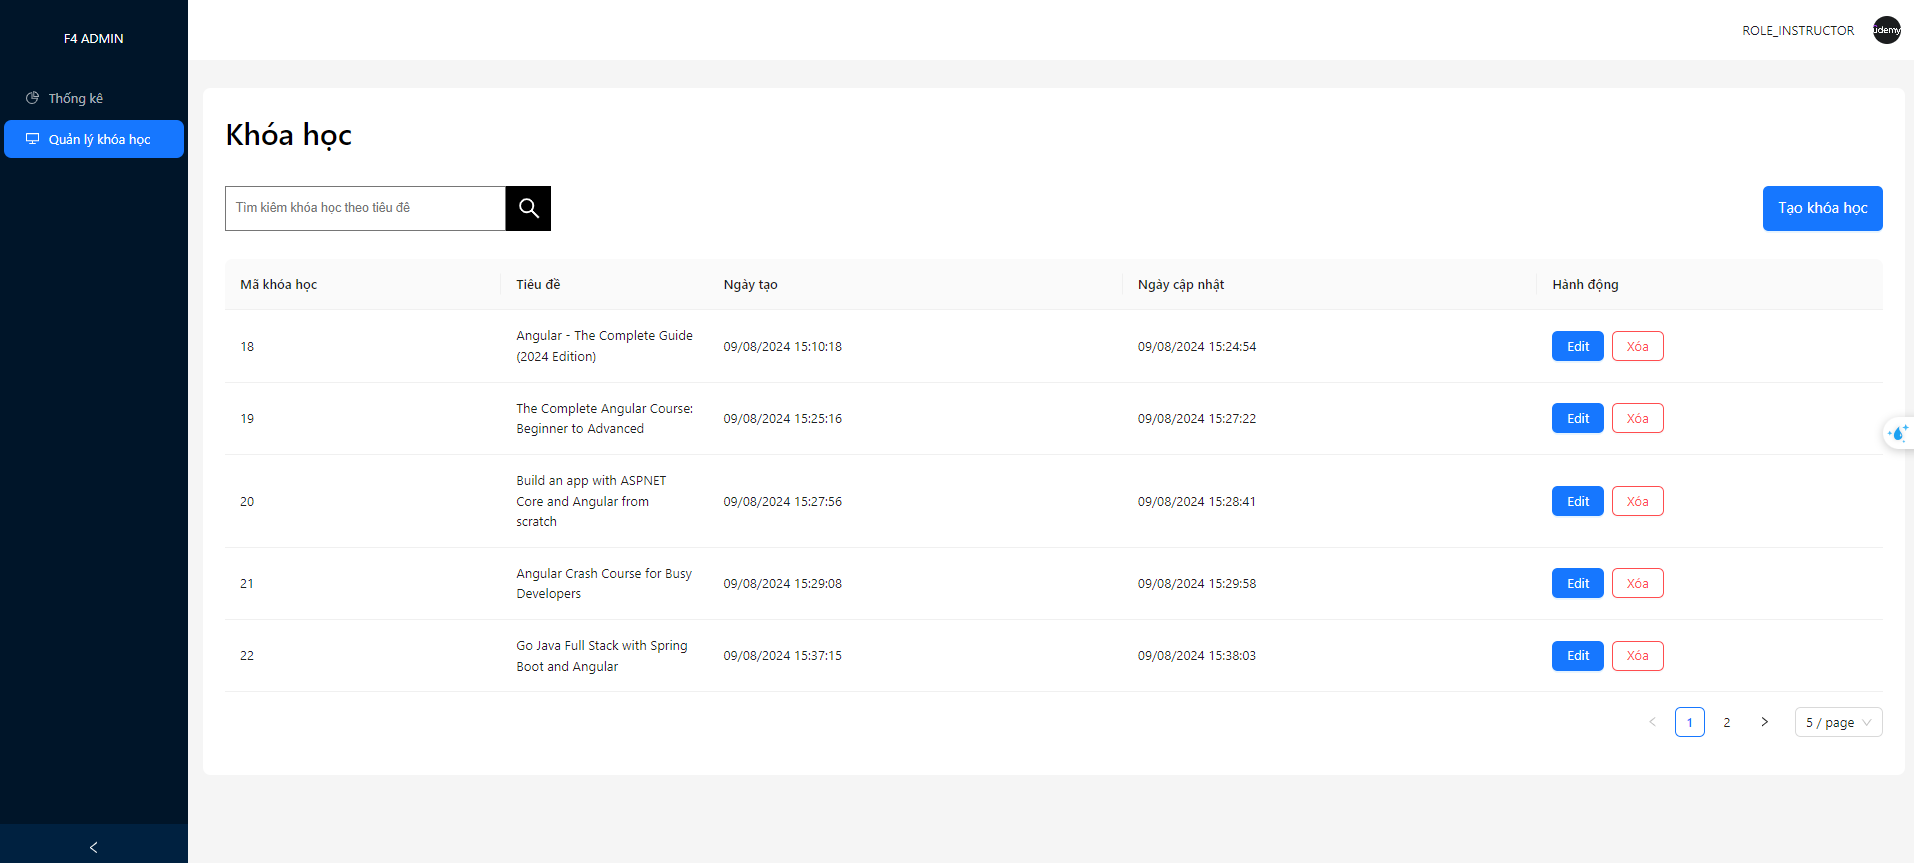 F4 ADMIN
ROLE_INSTRUCTOR
udemy
Thống kê
Quản lý khóa học
Khóa học
Tìm kiếm khóa học theo tiêu đề
Tạo khóa học
Mã khóa học Tiêu đề Ngày tạo Ngày cập nhật Hành động
18 Angular - The Complete Guide (2024 Edition) 09/08/2024 15:10:18 09/08/2024 15:24:54 Edit Xóa
19 The Complete Angular Course: Beginner to Advanced 09/08/2024 15:25:16 09/08/2024 15:27:22 Edit Xóa
20 Build an app with ASPNET Core and Angular from scratch 09/08/2024 15:27:56 09/08/2024 15:28:41 Edit Xóa
21 Angular Crash Course for Busy Developers 09/08/2024 15:29:08 09/08/2024 15:29:58 Edit Xóa
22 Go Java Full Stack with Spring Boot and Angular 09/08/2024 15:37:15 09/08/2024 15:38:03 Edit Xóa
1 2 5 / page